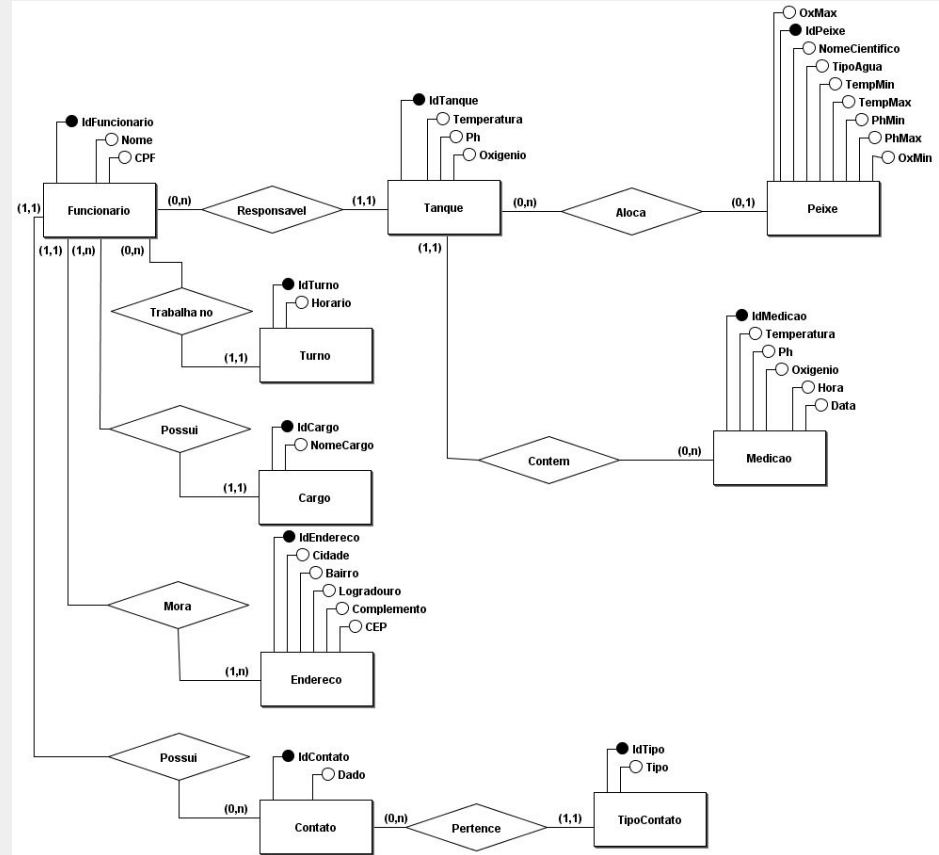 OxMax
IdPeixe
NomeCientifico
TipoAgua
TempMin
TempMax
PhMin
PhMax
OxMin
Peixe
IdTanque
Temperatura
Ph
Oxigenio
Tanque
IdFuncionario
Nome
CPF
Funcionario
(0,n)
Responsavel
(1,1)
(0,n)
Aloca
(0,1)
(1,1)
(1,1)
(1,n)
(0,n)
(1,1)
Trabalha no
IdTurno
Horario
(1,1)
Turno
IdMedicao
Temperatura
Ph
Oxigenio
Hora
Data
Medicao
Contem
(0,n)
Possui
IdCargo
NomeCargo
(1,1)
Cargo
Mora
IdEndereco
Cidade
Bairro
Logradouro
Complemento
CEP
(1,n)
Endereco
Possui
IdContato
Dado
(0,n)
Contato
(0,n)
Pertence
(1,1)
IdTipo
Tipo
TipoContato